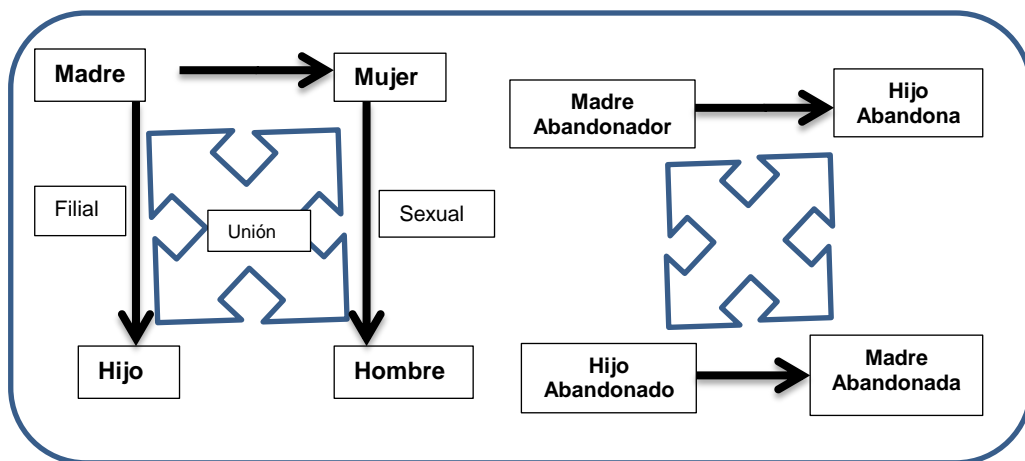 Madre
Mujer
Filial
Unión
Sexual
Hijo
Hombre
Madre
Abandonador
Hijo
Abandona
Hijo
Abandonado
Madre
Abandonada